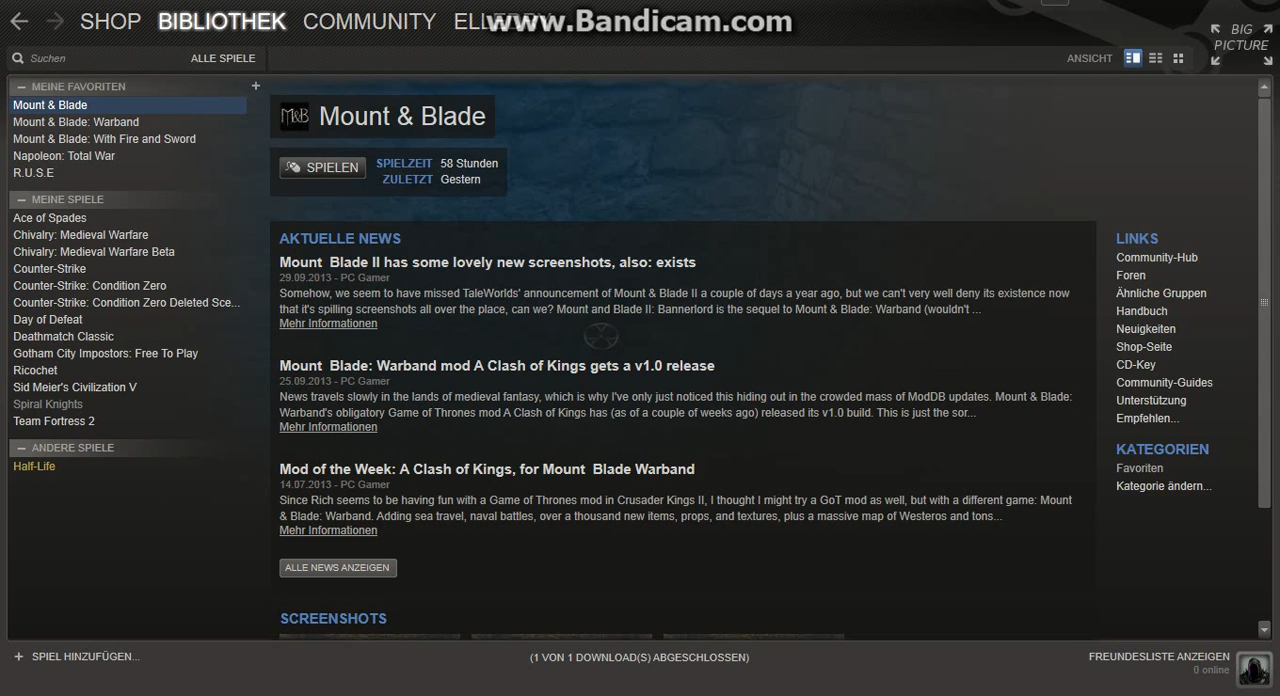 SHOP BIBLIOTHEK COMMUNITY
www.Bandicam.com
BIG PICTURE
Suchen
ALLE SPIELE
ANSICHT
MEINE FAVORITEN
Mount & Blade
Mount & Blade: Warband
Mount & Blade: With Fire and Sword
Napoleon: Total War
R.U.S.E
MEINE SPIELE
Ace of Spades
Chivalry: Medieval Warfare
Chivalry: Medieval Warfare Beta
Counter-Strike
Counter-Strike: Condition Zero
Counter-Strike: Condition Zero Deleted Sce...
Day of Defeat
Deathmatch Classic
Gotham City Impostors: Free To Play
Ricochet
Sid Meier's Civilization V
Spiral Knights
Team Fortress 2
ANDERE SPIELE
Half-Life
M&B Mount & Blade
SPIELEN
SPIELZEIT 58 Stunden
ZULETZT Gestern
AKTUELLE NEWS
Mount Blade II has some lovely new screenshots, also: exists
29.09.2013 - PC Gamer
Somehow, we seem to have missed TaleWorlds' announcement of Mount & Blade II a couple of days a year ago, but we can't very well deny its existence now
that it's spilling screenshots all over the place, can we? Mount and Blade II: Bannerlord is the sequel to Mount & Blade: Warband (wouldn't ...
Mehr Informationen
Mount Blade: Warband mod A Clash of Kings gets a v1.0 release
25.09.2013 - PC Gamer
News travels slowly in the lands of medieval fantasy, which is why I've only just noticed this hiding out in the crowded mass of ModDB updates. Mount & Blade:
Warband's obligatory Game of Thrones mod A Clash of Kings has (as of a couple of weeks ago) released its v1.0 build. This is just the sor...
Mehr Informationen
Mod of the Week: A Clash of Kings, for Mount Blade Warband
14.07.2013 - PC Gamer
Since Rich seems to be having fun with a Game of Thrones mod in Crusader Kings II, I thought I might try a GoT mod as well, but with a different game: Mount
& Blade: Warband. Adding sea travel, naval battles, over a thousand new items, props, and textures, plus a massive map of Westeros and tons...
Mehr Informationen
ALLE NEWS ANZEIGEN
SCREENSHOTS
LINKS
Community-Hub
Foren
Ähnliche Gruppen
Handbuch
Neuigkeiten
Shop-Seite
CD-Key
Community-Guides
Unterstützung
Empfehlen...
KATEGORIEN
Favoriten
Kategorie ändern...
SPIEL HINZUFÜGEN...
(1 VON 1 DOWNLOAD(S) ABGESCHLOSSEN)
FREUNDESLISTE ANZEIGEN
0 online